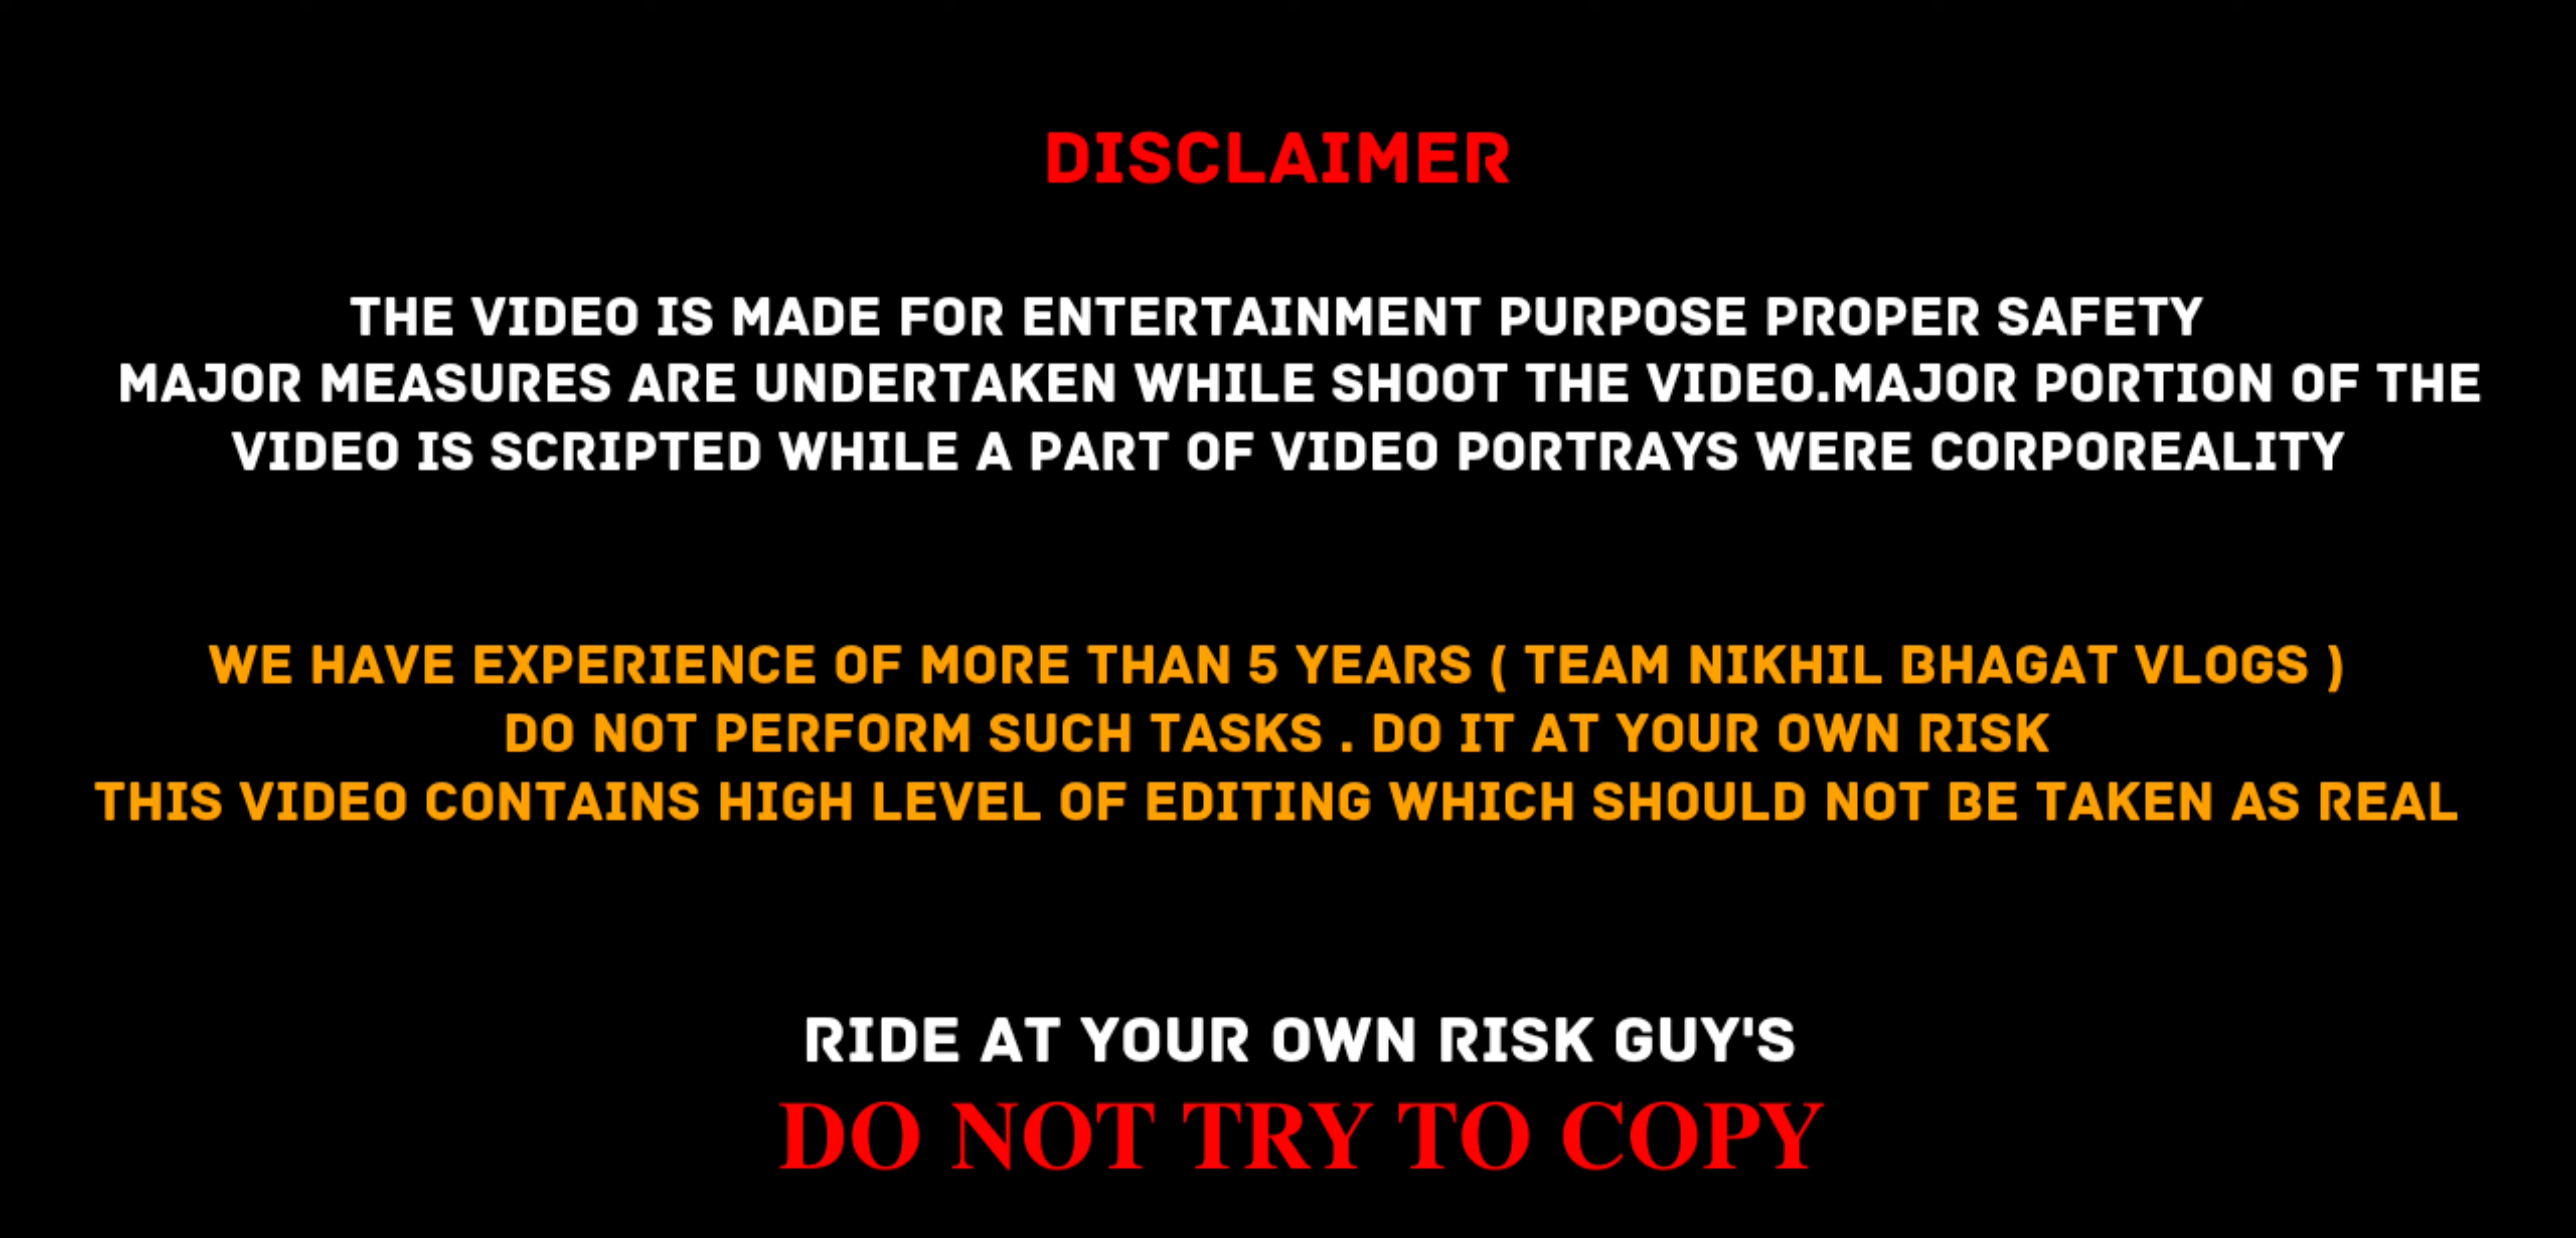 DISCLAIMER
THE VIDEO IS MADE FOR ENTERTAINMENT PURPOSE PROPER SAFETY
MAJOR MEASURES ARE UNDERTAKEN WHILE SHOOT THE VIDEO.MAJOR PORTION OF THE
VIDEO IS SCRIPTED WHILE A PART OF VIDEO PORTRAYS WERE CORPOREALITY
WE HAVE EXPERIENCE OF MORE THAN 5 YEARS ( TEAM NIKHIL BHAGAT VLOGS )
DO NOT PERFORM SUCH TASKS . DO IT AT YOUR OWN RISK
THIS VIDEO CONTAINS HIGH LEVEL OF EDITING WHICH SHOULD NOT BE TAKEN AS REAL
RIDE AT YOUR OWN RISK GUY'S
DO NOT TRY TO COPY